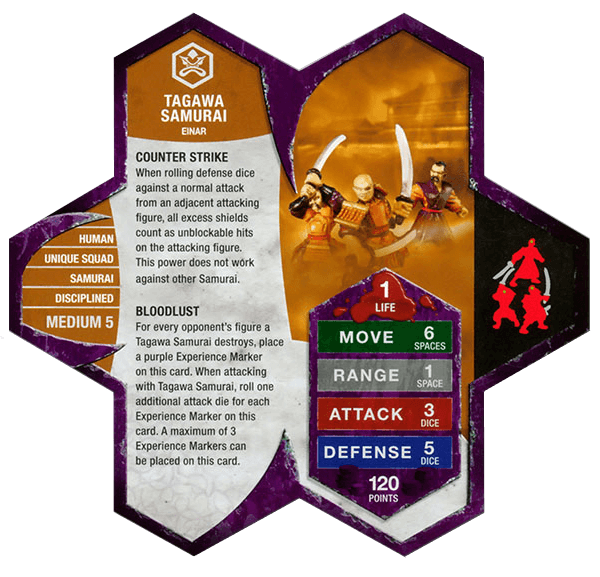 TAGAWA
SAMURAI
EINAR
COUNTER STRIKE
When rolling defense dice
against a normal attack
from an adjacent attacking
figure, all excess shields
count as unblockable hits
on the attacking figure.
This power does not work
against other Samurai.
BLOODLUST
For every opponent's figure a
Tagawa Samurai destroys, place
a purple Experience Marker
on this card. When attacking
with Tagawa Samurai, roll one
additional attack die for each
Experience Marker on this
card. A maximum of 3
Experience Markers can
be placed on this card.
HUMAN
UNIQUE SQUAD
SAMURAI
DISCIPLINED
MEDIUM 5
1
LIFE
MOVE 6
SPACES
RANGE 1
SPACE
ATTACK 3
DICE
DEFENSE 5
DICE
120
POINTS